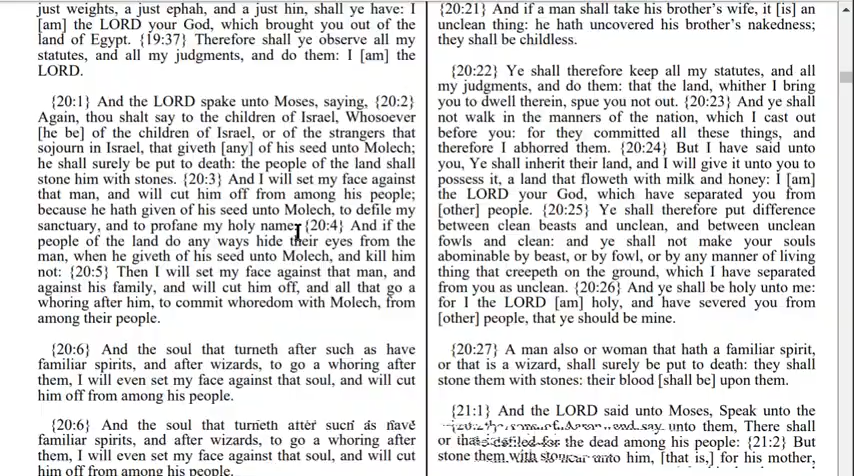 just weights, a just ephah, and a just hin, shall ye have: I
[am] the LORD your God, which brought you out of the
land of Egypt. {19:37} Therefore shall ye observe all my
statutes, and all my judgments, and do them: I [am] the
LORD.
{20:1} And the LORD spake unto Moses, saying, {20:2}
Again, thou shalt say to the children of Israel, Whosoever
[he be] of the children of Israel, or of the strangers that
sojourn in Israel, that giveth [any] of his seed unto Molech;
he shall surely be put to death: the people of the land shall
stone him with stones. {20:3} And I will set my face against
that man, and will cut him off from among his people;
because he hath given of his seed unto Molech, to defile my
sanctuary, and to profane my holy name. {20:4} And if the
people of the land do any ways hide their eyes from the
man, when he giveth of his seed unto Molech, and kill him
not: {20:5} Then I will set my face against that man, and
against his family, and will cut him off, and all that go a
whoring after him, to commit whoredom with Molech, from
among their people.
{20:6} And the soul that turneth after such as have
familiar spirits, and after wizards, to go a whoring after
them, I will even set my face against that soul, and will cut
him off from among his people.
{20:6} And the soul that turneth after such as have
familiar spirits, and after wizards, to go a whoring after
them, I will even set my face against that soul, and will cut
him off from among his people.
{20:21} And if a man shall take his brother's wife, it [is] an
unclean thing: he hath uncovered his brother's nakedness;
they shall be childless.
{20:22} Ye shall therefore keep all my statutes, and all
my judgments, and do them: that the land, whither I bring
you to dwell therein, spue you not out. {20:23} And ye shall
not walk in the manners of the nation, which I cast out
before you: for they committed all these things, and
therefore I abhorred them. {20:24} But I have said unto
you, Ye shall inherit their land, and I will give it unto you to
possess it, a land that floweth with milk and honey: I [am]
the LORD your God, which have separated you from
[other] people. {20:25} Ye shall therefore put difference
between clean beasts and unclean, and between unclean
fowls and clean: and ye shall not make your souls
abominable by beast, or by fowl, or by any manner of living
thing that creepeth on the ground, which I have separated
from you as unclean. {20:26} And ye shall be holy unto me:
for I the LORD [am] holy, and have severed you from
[other] people, that ye should be mine.
{20:27} A man also or woman that hath a familiar spirit,
or that is a wizard, shall surely be put to death: they shall
stone them with stones: their blood [shall be] upon them.
{21:1} And the LORD said unto Moses, Speak unto the
and say unto them, There shall
or that defiled for the dead among his people: {21:2} But
stone them with unto him, [that is,] for his mother,